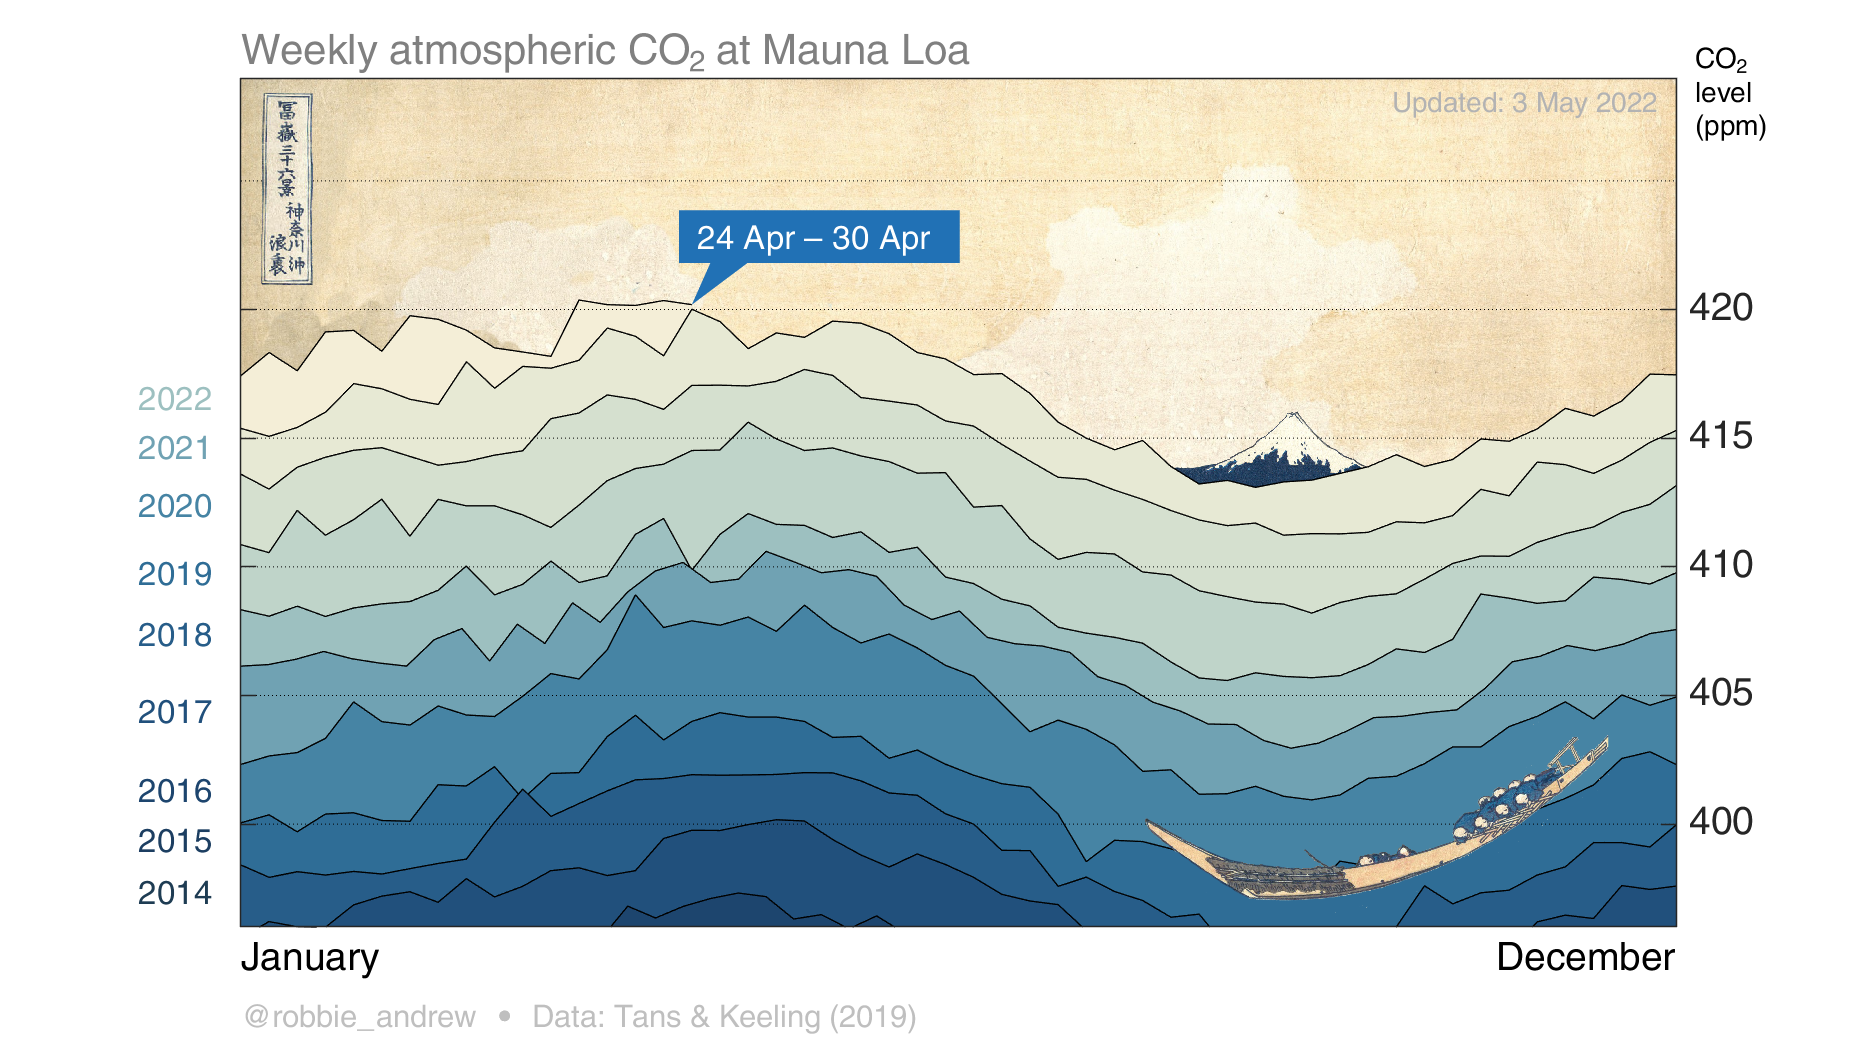 Weekly atmospheric CO₂ at Mauna Loa
CO₂
level
(ppm)
Updated: 3 May 2022
冨嶽三十六景
神奈川沖
浪裏
24 Apr – 30 Apr
420
415
410
405
400
2022
2021
2020
2019
2018
2017
2016
2015
2014
January
December
@robbie_andrew • Data: Tans & Keeling (2019)